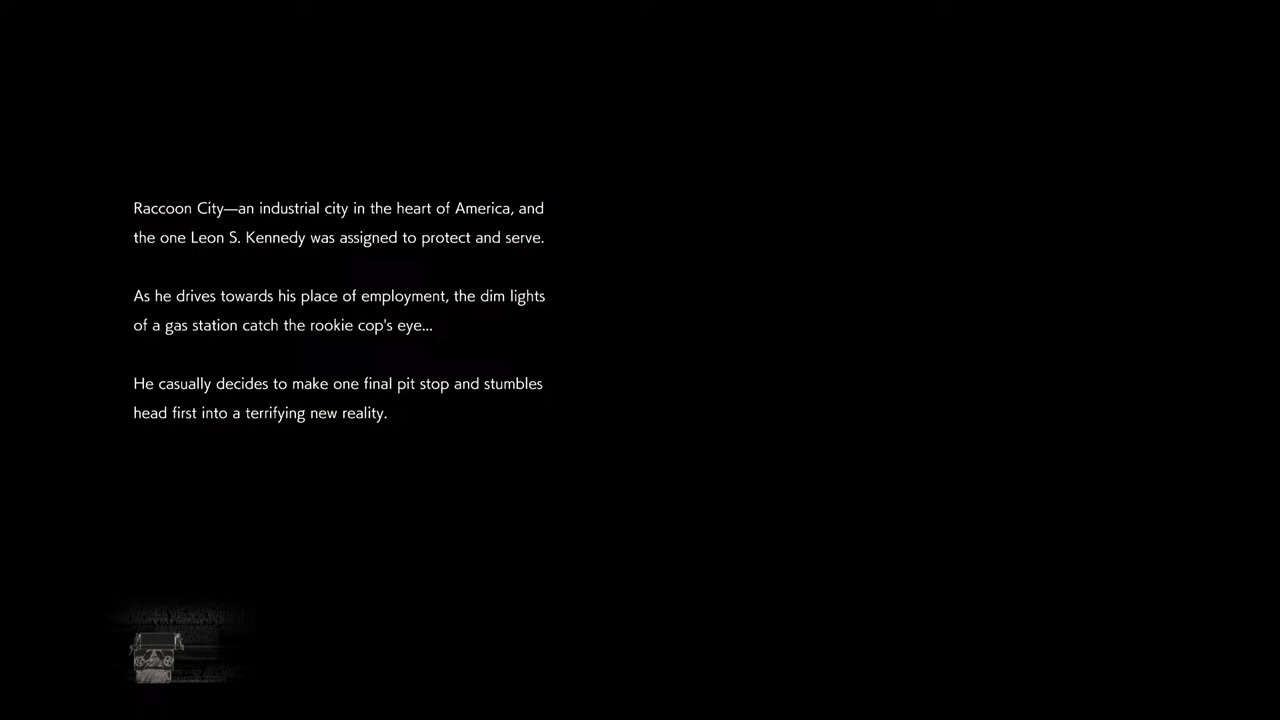 Raccoon City—an industrial city in the heart of America, and
the one Leon S. Kennedy was assigned to protect and serve.
As he drives towards his place of employment, the dim lights
of a gas station catch the rookie cop's eye...
He casually decides to make one final pit stop and stumbles
head first into a terrifying new reality.